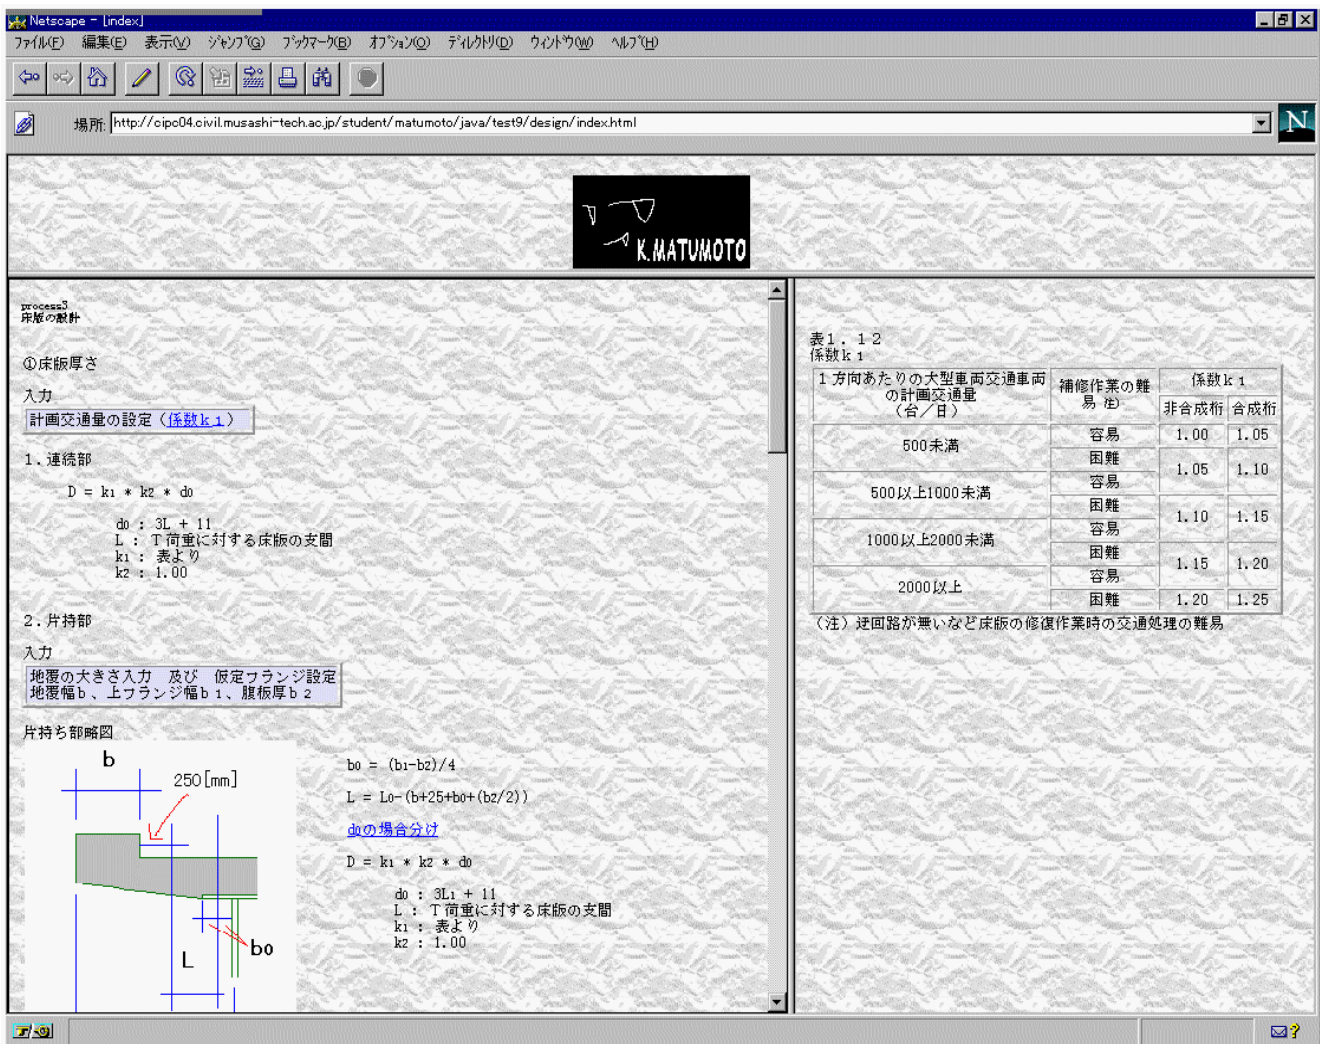 Netscape - [index]
ファイル(F) 編集(E) 表示(V) ジャンプ(G) ブックマーク(B) オプション(O) ディレクトリ(D) ウィンドウ(W) ヘルプ(H)
場所: http://cipc04.civil.musashi-tech.ac.jp/student/matumoto/java/test9/design/index.html
N
K.MATUMOTO
process3
床版の設計
①床版厚さ
入力
計画交通量の設定（係数k1）
1．連続部
D = k1 * k2 * d0
d0 : 3L + 11
L : T荷重に対する床版の支間
k1 : 表より
k2 : 1.00
2．片持部
入力
地覆の大きさ入力 及び 仮定フランジ設定
地覆幅b、上フランジ幅b1、腹板厚b2
片持ち部略図
b
250[mm]
L
b0
b0 = (b1-b2)/4
L = L0-(b+25+b0+(b2/2))
d0の場合分け
D = k1 * k2 * d0
d0 : 3L1 + 11
L : T荷重に対する床版の支間
k1 : 表より
k2 : 1.00
表1．12
係数k1
1方向あたりの大型車両交通車両の計画交通量（台／日） 補修作業の難易 注) 係数k1
非合成桁 合成桁
500未満 容易 1.00 1.05
困難 1.05 1.10
500以上1000未満 容易
困難 1.10 1.15
1000以上2000未満 容易
困難 1.15 1.20
2000以上 容易
困難 1.20 1.25
（注）迂回路が無いなど床版の修復作業時の交通処理の難易